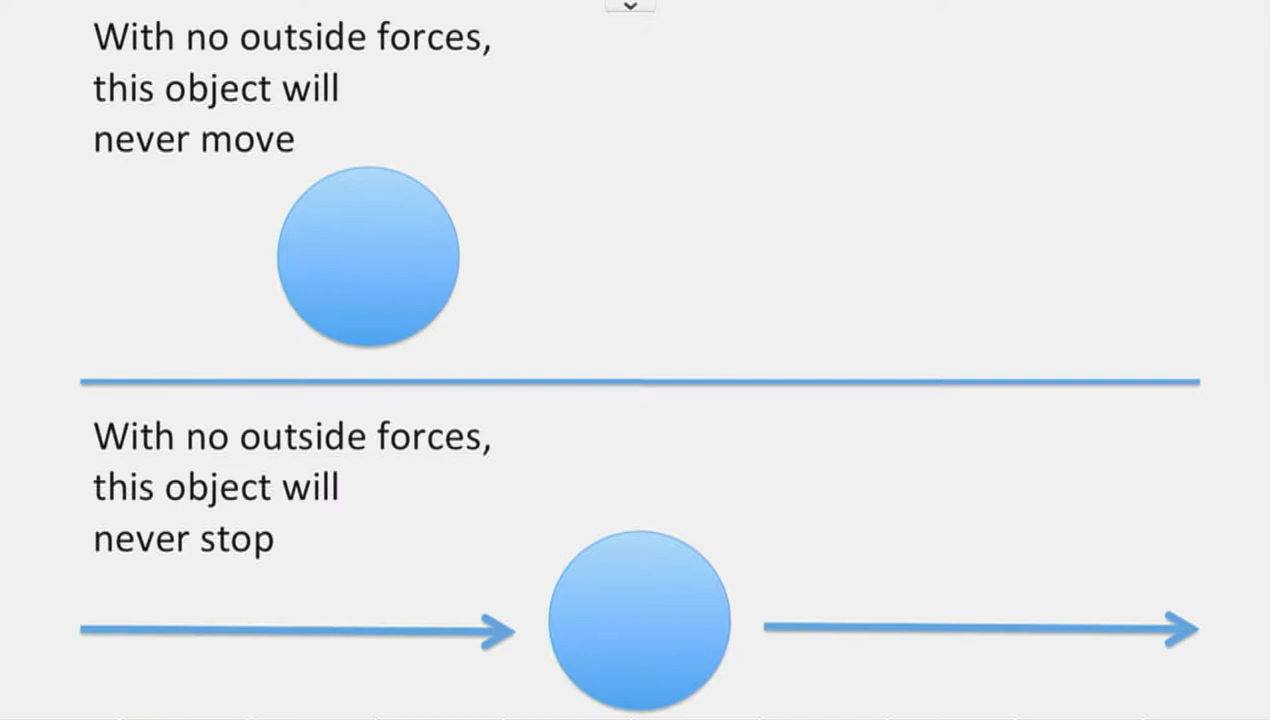 With no outside forces,
this object will
never move
With no outside forces,
this object will
never stop